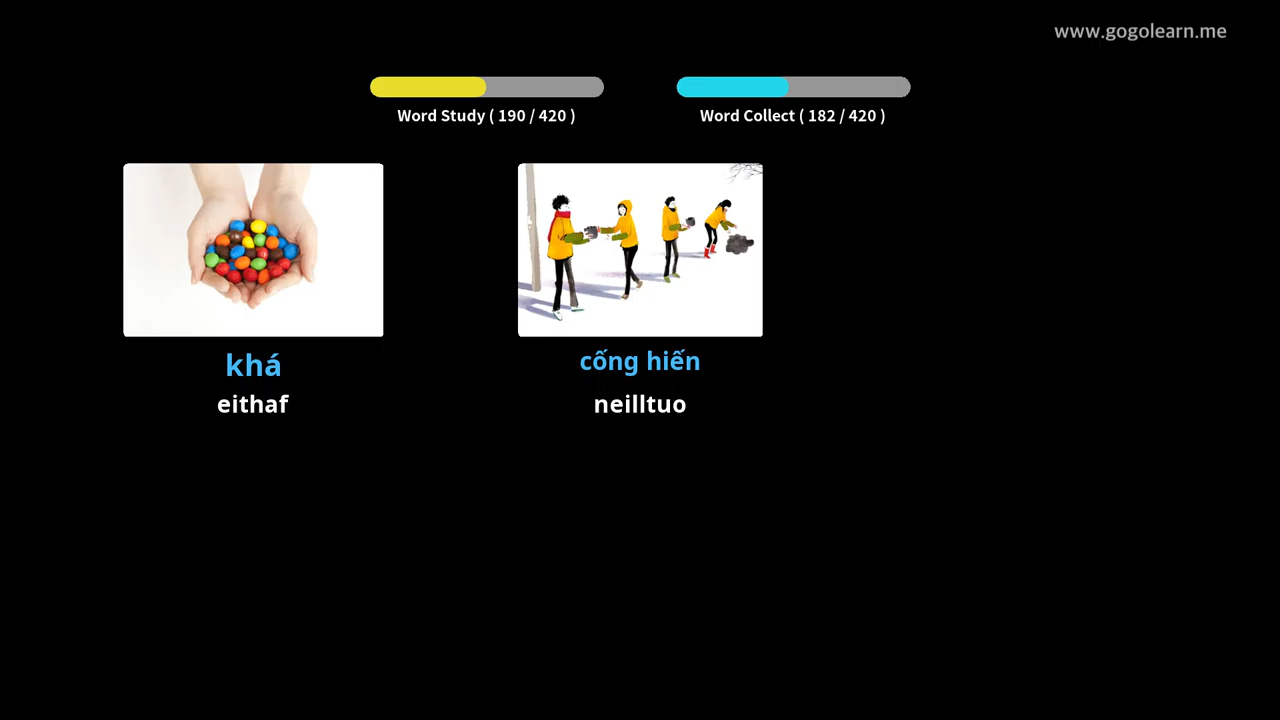 www.gogolearn.me
Word Study ( 190 / 420 )
Word Collect ( 182 / 420 )
khá
eithaf
cống hiến
neilltuo